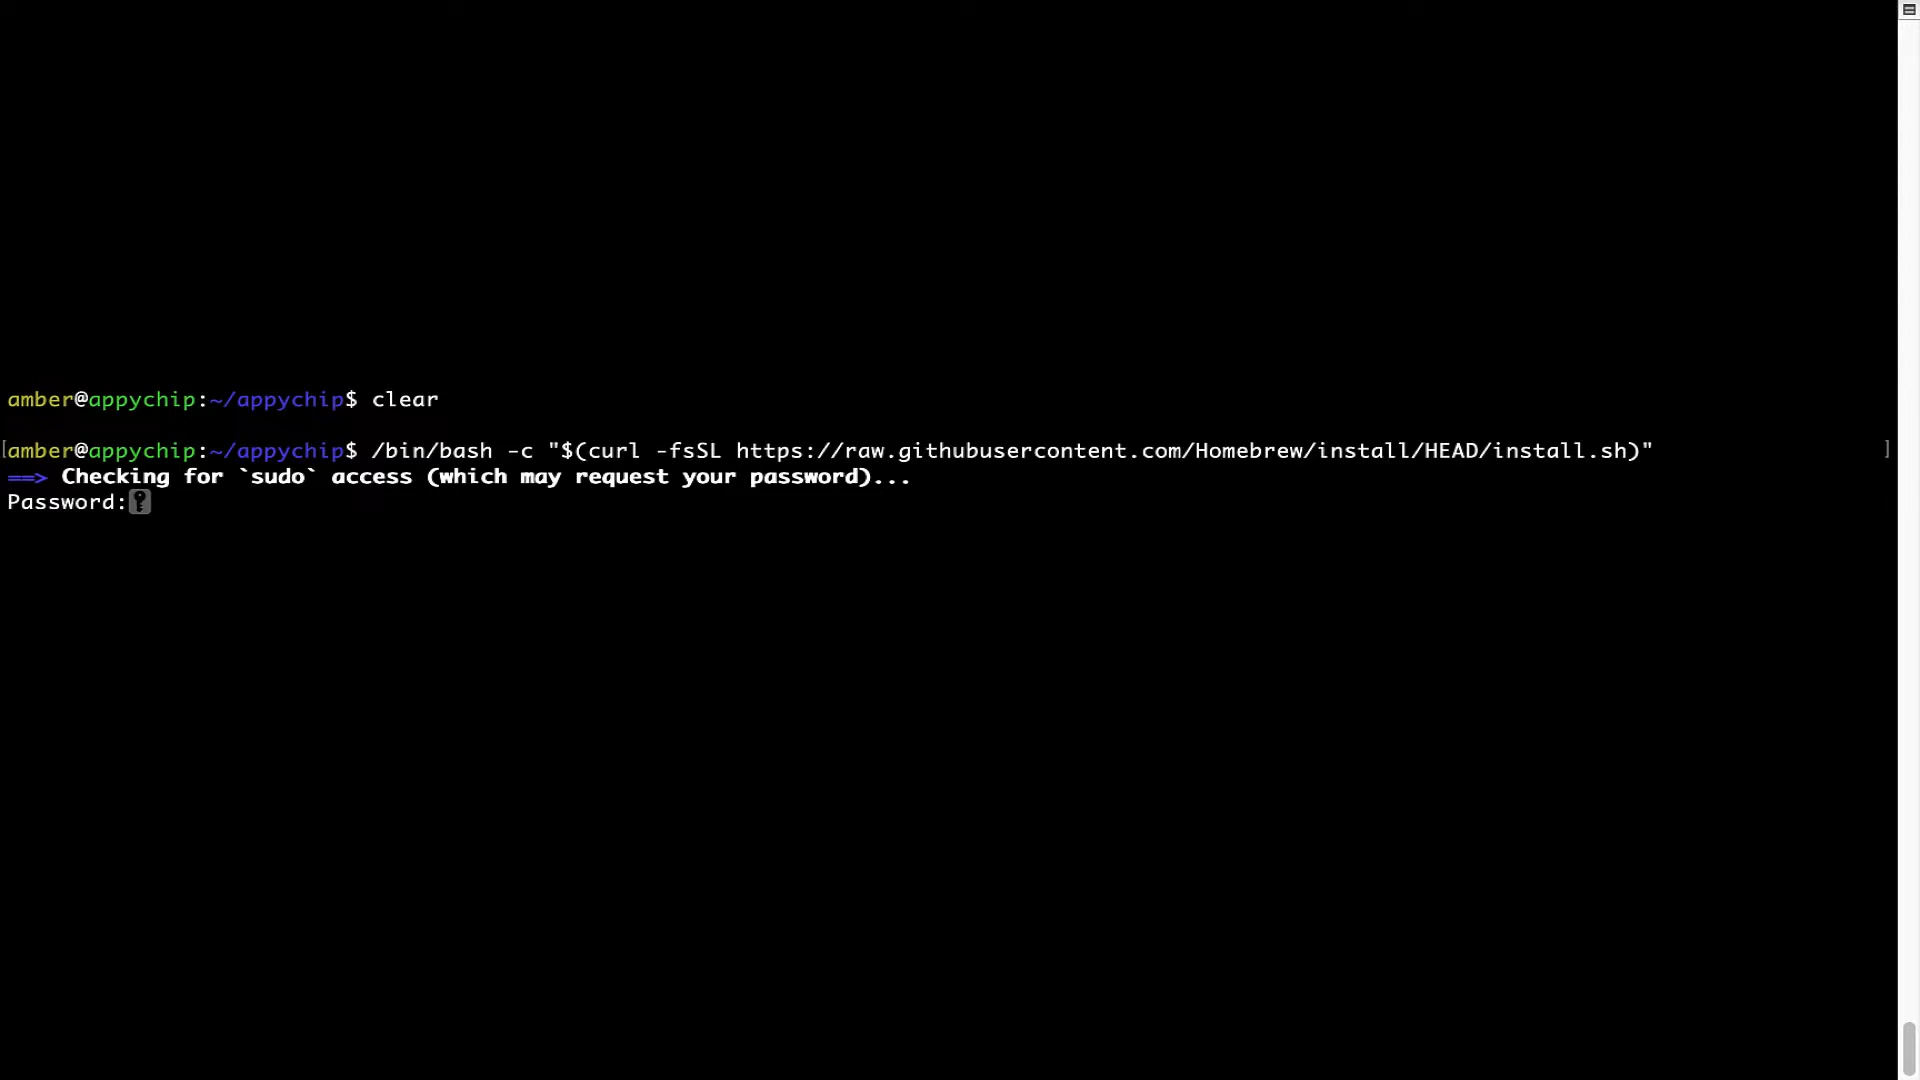 amber@appychip:~/appychip$ clear
[amber@appychip:~/appychip$ /bin/bash -c "$(curl -fsSL https://raw.githubusercontent.com/Homebrew/install/HEAD/install.sh)" ]
==> Checking for `sudo` access (which may request your password)...
Password: